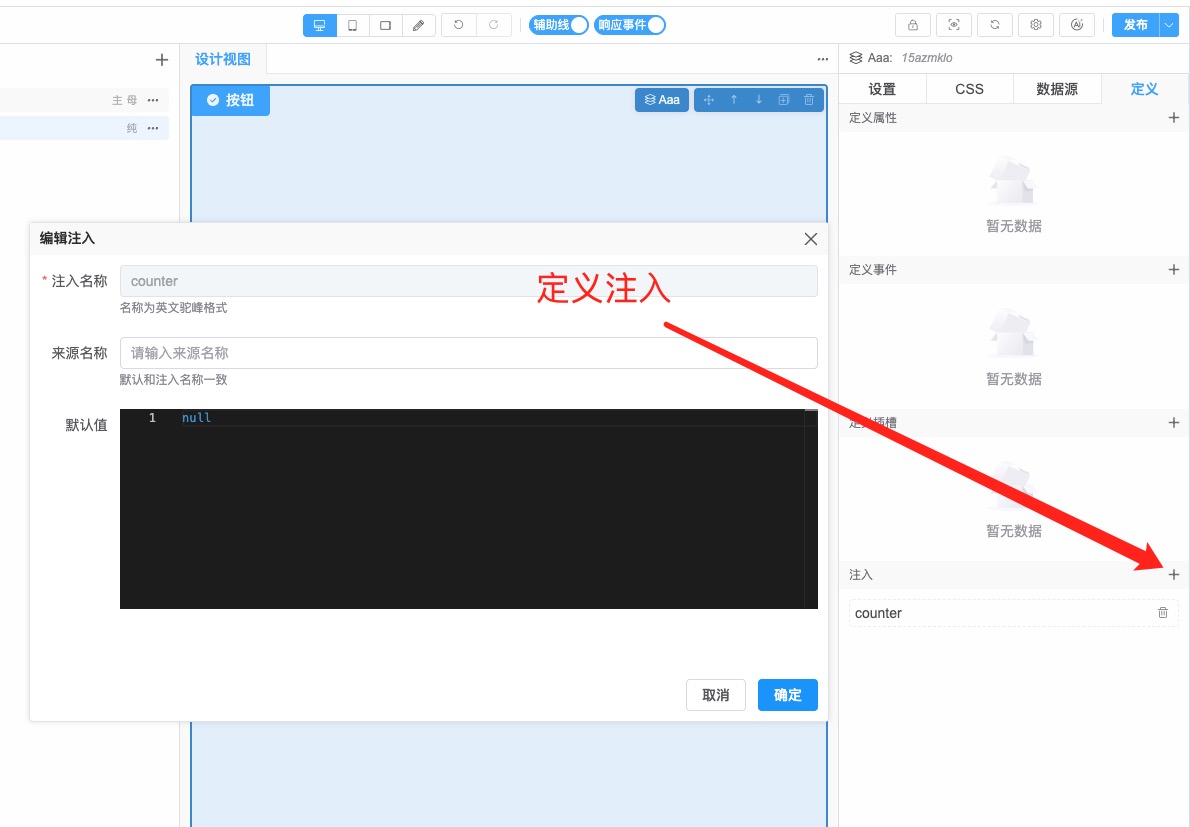 辅助线 响应事件 发布
设计视图
Aaa: 15azmklo
主 母
纯
按钮
Aaa
设置 CSS 数据源 定义
定义属性
暂无数据
定义事件
暂无数据
定义插槽
暂无数据
注入
counter
编辑注入
* 注入名称 counter
名称为英文驼峰格式
来源名称 请输入来源名称
默认和注入名称一致
默认值 1 null
取消 确定
定义注入